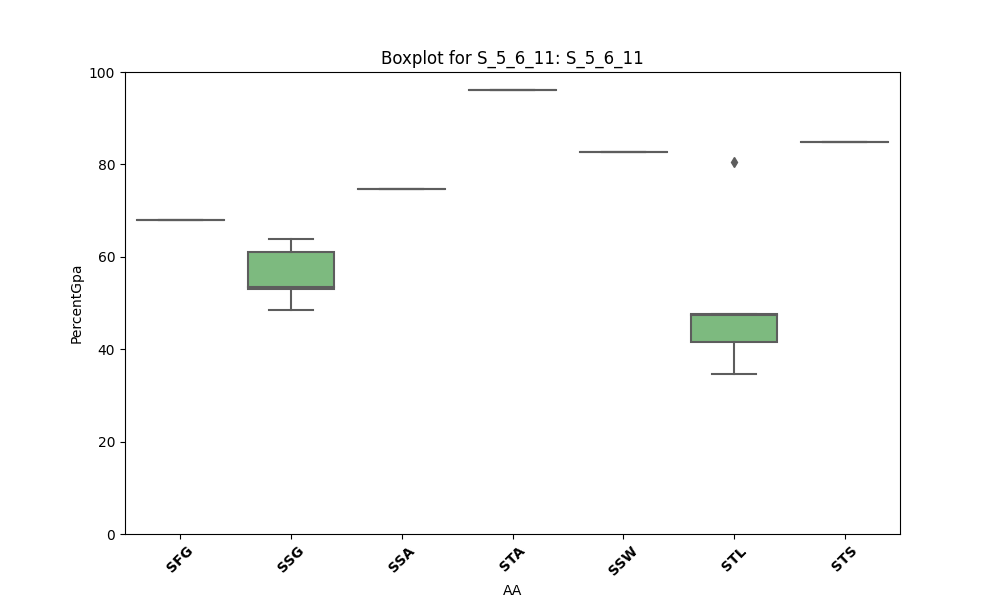 Boxplot for S_5_6_11: S_5_6_11
100
80
60
40
20
0
PercentGpa
SFG
SSG
SSA
STA
SSW
STL
STS
AA